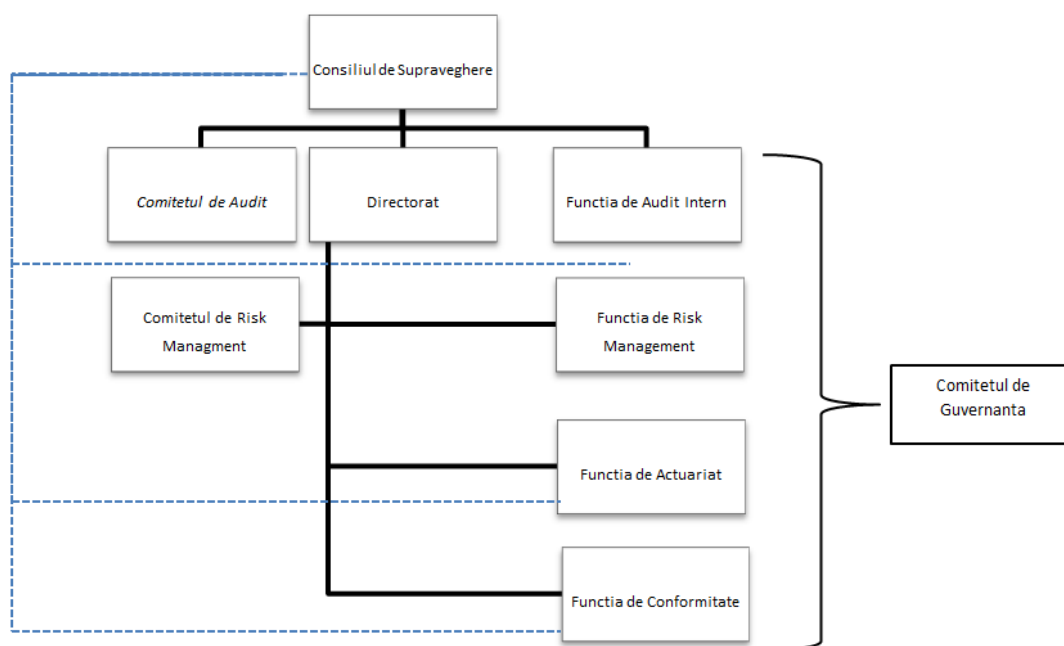 Consiliul de Supraveghere
Comitetul de Audit
Directorat
Functia de Audit Intern
Comitetul de Risk
Managment
Functia de Risk
Management
Comitetul de
Guvernanta
Functia de Actuariat
Functia de Conformitate